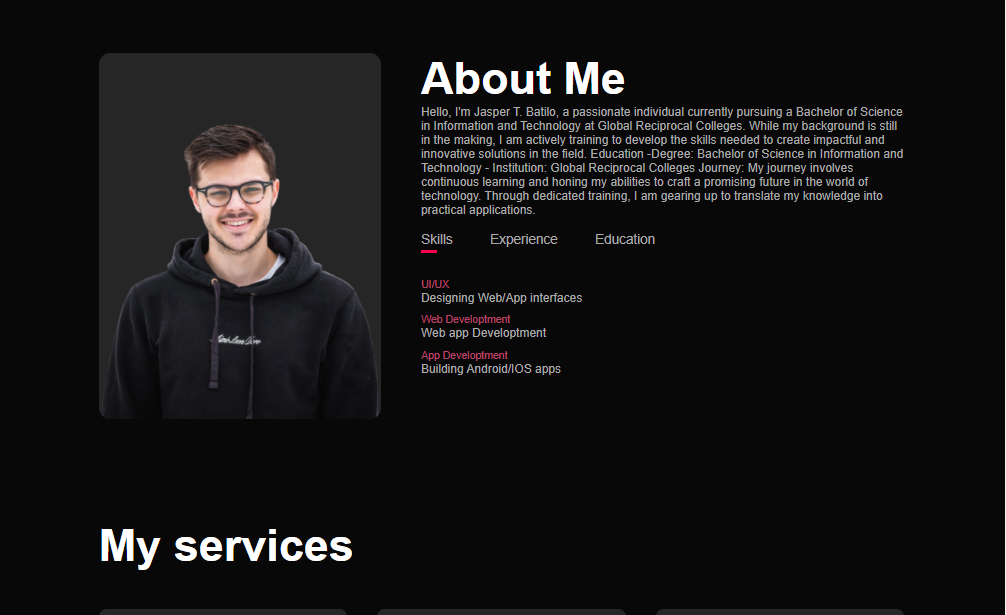 About Me
Hello, I'm Jasper T. Batilo, a passionate individual currently pursuing a Bachelor of Science
in Information and Technology at Global Reciprocal Colleges. While my background is still
in the making, I am actively training to develop the skills needed to create impactful and
innovative solutions in the field. Education -Degree: Bachelor of Science in Information and
Technology - Institution: Global Reciprocal Colleges Journey: My journey involves
continuous learning and honing my abilities to craft a promising future in the world of
technology. Through dedicated training, I am gearing up to translate my knowledge into
practical applications.
Skills Experience Education
UI/UX
Designing Web/App interfaces
Web Developtment
Web app Developtment
App Developtment
Building Android/IOS apps
My services